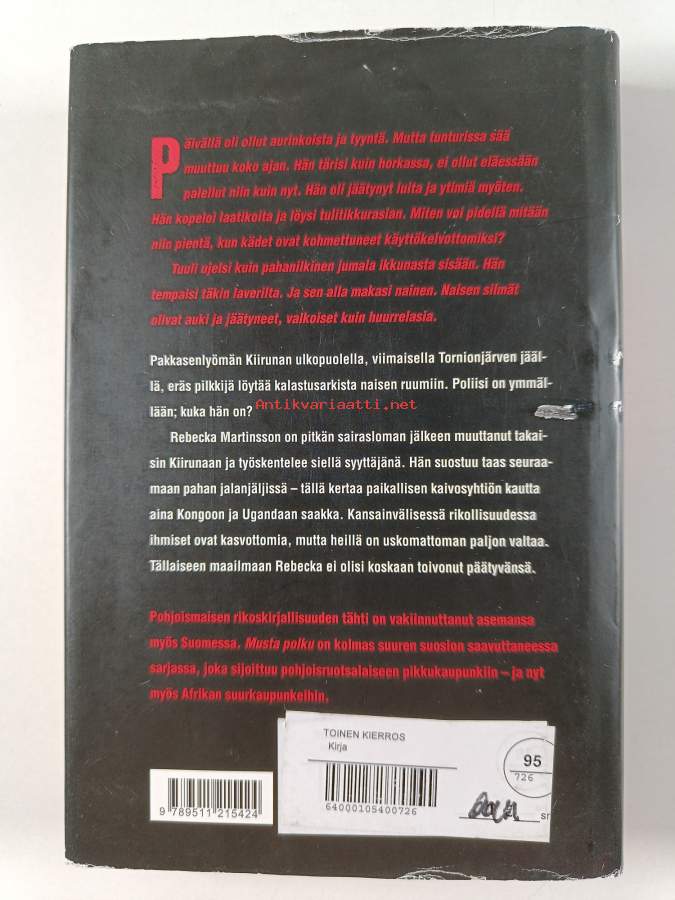 Päivällä oli ollut aurinkoista ja tyyntä. Mutta tunturissa sää
muuttuu koko ajan. Hän tärisi kuin horkassa, ei ollut eläessään
palellut niin kuin nyt. Hän oli jäätynyt luita ja ytimiä myöten.
Hän kopeloi laatikoita ja löysi tulitikkurasian. Miten voi pidellä mitään
niin pientä, kun kädet ovat kohmettuneet käyttökelvottomiksi?
Tuuli ujelsi kuin pahanilkinen jumala ikkunasta sisään. Hän
tempaisi täkin laverilta. Ja sen alla makasi nainen. Naisen silmät
olivat auki ja jäätyneet, valkoiset kuin huurrelasia.
Pakkasenlyömän Kiirunan ulkopuolella, viimaisella Tornionjärven jääl-
lä, eräs pilkkijä löytää kalastusarkista naisen ruumiin. Poliisi on ymmäl-
lään; kuka hän on?
Antikvariaatti.net
Rebecka Martinsson on pitkän sairasloman jälkeen muuttanut takai-
sin Kiirunaan ja työskentelee siellä syyttäjänä. Hän suostuu taas seuraa-
maan pahan jalanjäljissä – tällä kertaa paikallisen kaivosyhtiön kautta
aina Kongoon ja Ugandaan saakka. Kansainvälisessä rikollisuudessa
ihmiset ovat kasvottomia, mutta heillä on uskomattoman paljon valtaa.
Tällaiseen maailmaan Rebecka ei olisi koskaan toivonut päätyvänsä.
Pohjoismaisen rikoskirjallisuuden tähti on vakiinnuttanut asemansa
myös Suomessa. Musta polku on kolmas suuren suosion saavuttaneessa
sarjassa, joka sijoittuu pohjoisruotsalaiseen pikkukaupunkiin – ja nyt
myös Afrikan suurkaupunkeihin.
TOINEN KIERROS
Kirja
95
726
64000105400726
sr
9 789511 215424